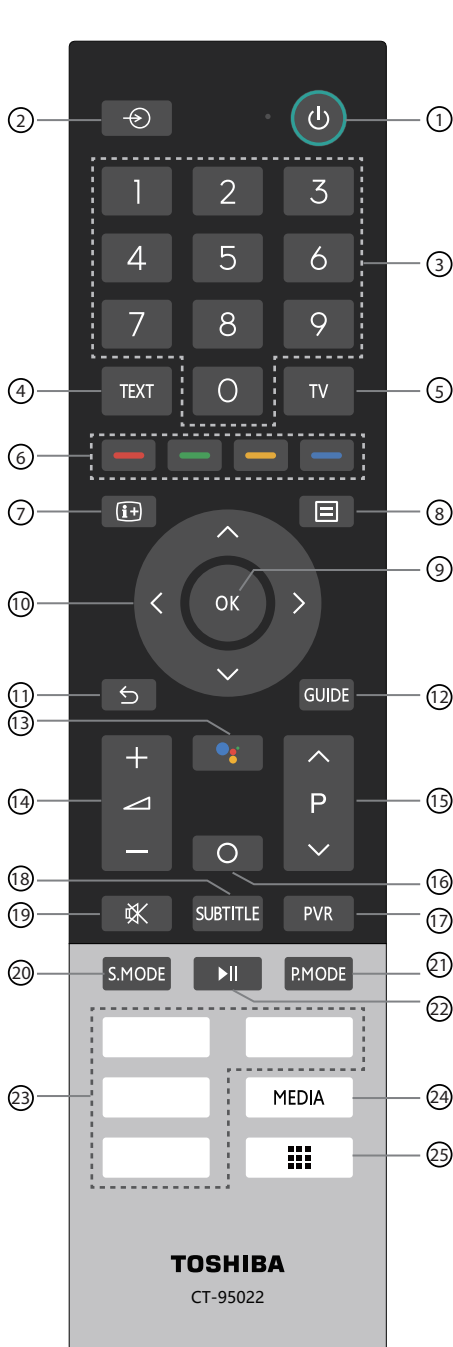 ② ①
1 2 3
4 5 6 ③
7 8 9
④ TEXT 0 TV ⑤
⑥
⑦ i+ ⑧
⑨
⑩ OK
⑪ GUIDE ⑫
⑬
+
⑭ P ⑮
−
⑯
⑱
⑲ SUBTITLE PVR ⑰
⑳ S.MODE P.MODE ㉑
㉒
㉓ MEDIA ㉔
㉕
TOSHIBA
CT-95022